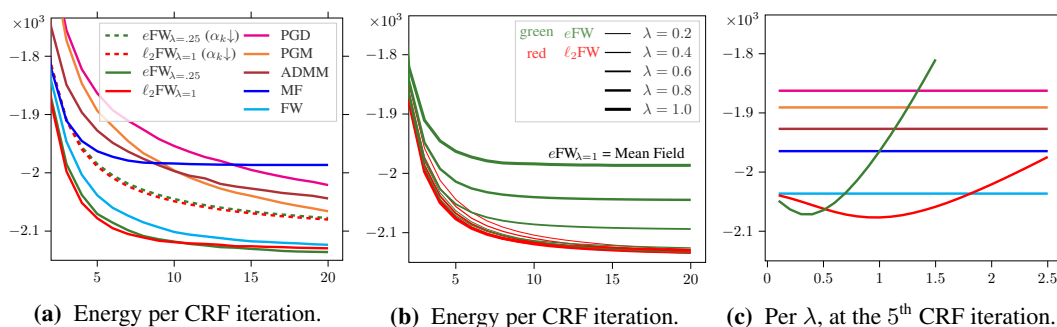 ×10³
−1.8
−1.9
−2
−2.1
5
10
15
20
eFWλ=.25 (αk↓)
ℓ2FWλ=1 (αk↓)
eFWλ=.25
ℓ2FWλ=1
PGD
PGM
ADMM
MF
FW
(a) Energy per CRF iteration.
×10³
−1.8
−1.9
−2
−2.1
5
10
15
20
green eFW
red ℓ2FW
λ = 0.2
λ = 0.4
λ = 0.6
λ = 0.8
λ = 1.0
eFWλ=1 = Mean Field
(b) Energy per CRF iteration.
×10³
−1.8
−1.9
−2
−2.1
0
0.5
1
1.5
2
2.5
(c) Per λ, at the 5th CRF iteration.